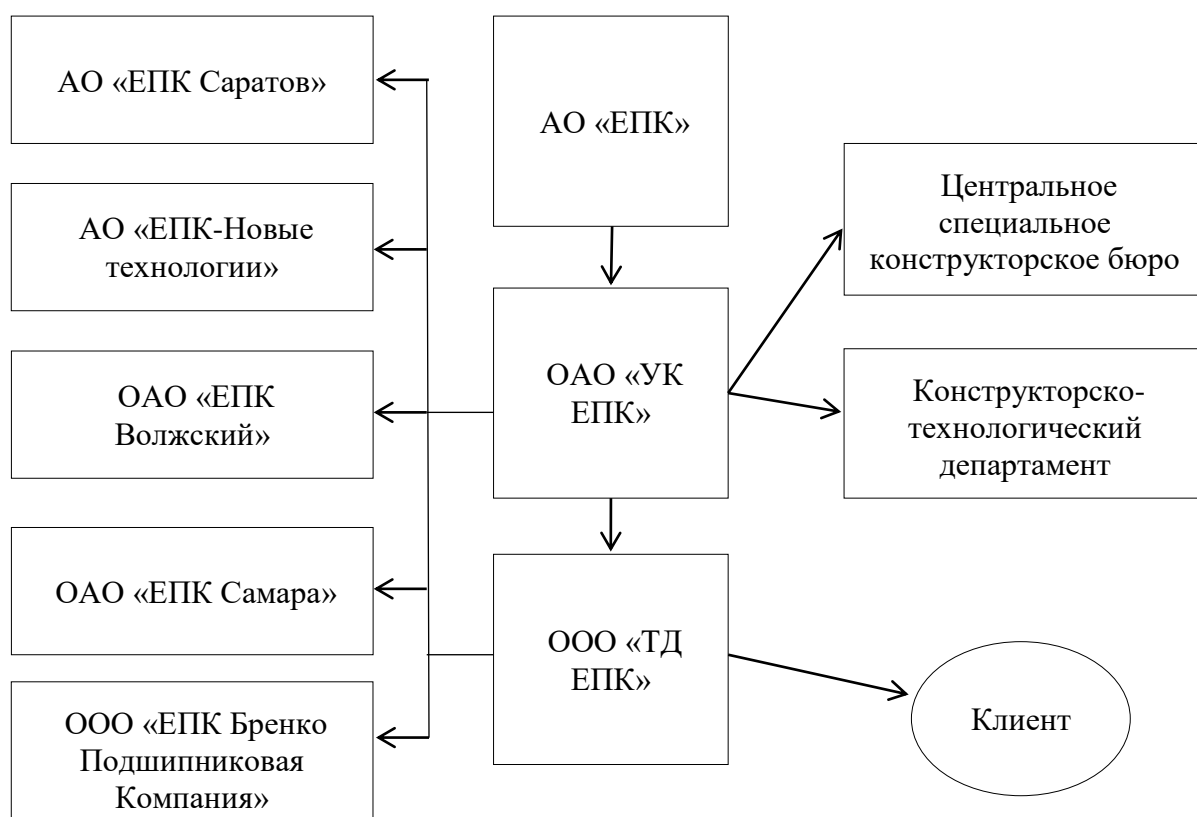 АО «ЕПК Саратов»
АО «ЕПК-Новые
технологии»
ОАО «ЕПК
Волжский»
ОАО «ЕПК Самара»
ООО «ЕПК Бренко
Подшипниковая
Компания»
АО «ЕПК»
ОАО «УК
ЕПК»
ООО «ТД
ЕПК»
Центральное
специальное
конструкторское бюро
Конструкторско-
технологический
департамент
Клиент